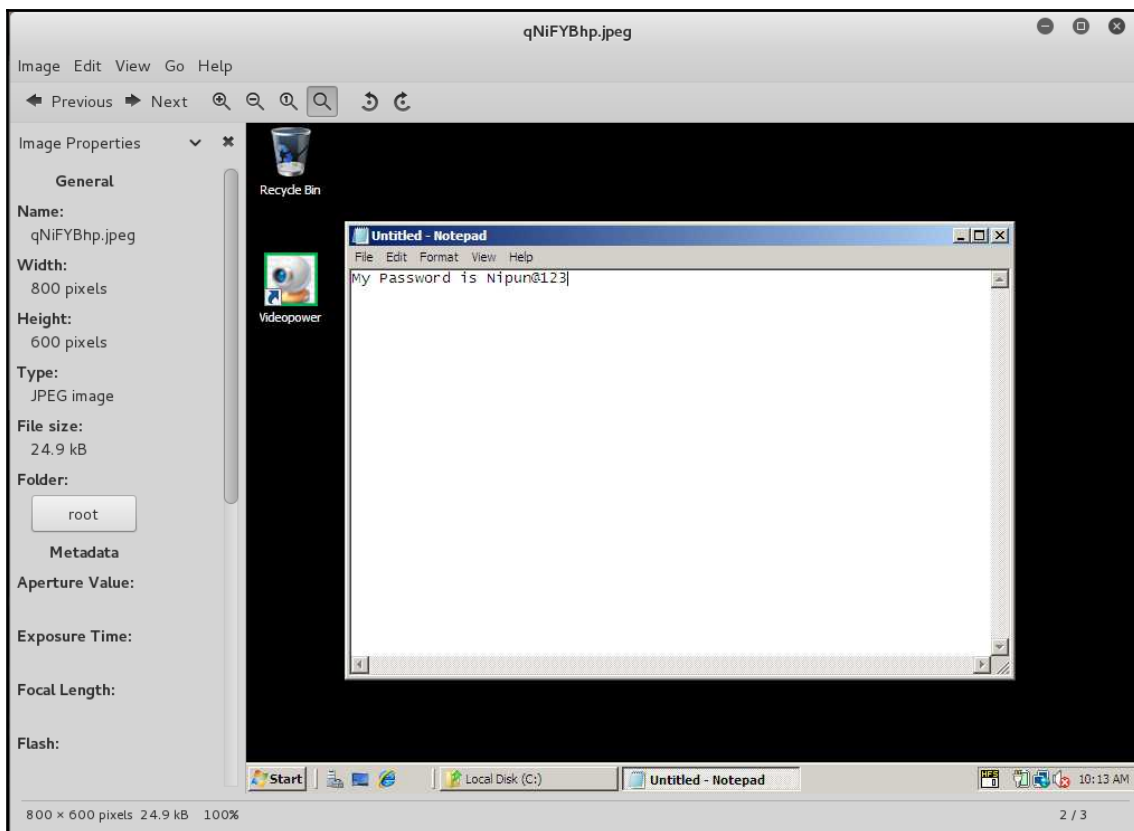 qNiFYBhp.jpeg
Image Edit View Go Help
Previous Next
Image Properties
General
Name:
qNiFYBhp.jpeg
Width:
800 pixels
Height:
600 pixels
Type:
JPEG image
File size:
24.9 kB
Folder:
root
Metadata
Aperture Value:
Exposure Time:
Focal Length:
Flash:
Recycle Bin
Videopower
Untitled - Notepad
File Edit Format View Help
My Password is Nipun@123
Start Local Disk (C:) Untitled - Notepad HFS 10:13 AM
800 × 600 pixels 24.9 kB 100% 2 / 3